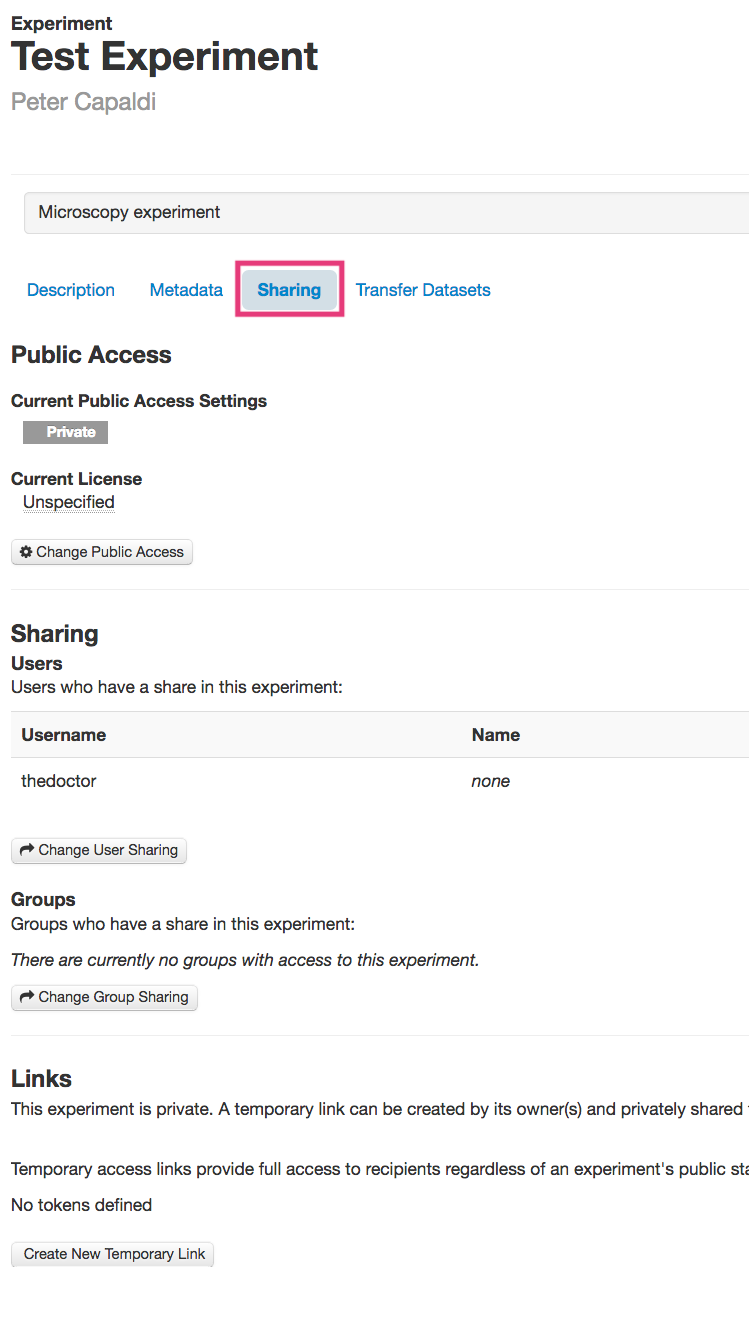 Experiment
Test Experiment
Peter Capaldi
Microscopy experiment
Description Metadata Sharing Transfer Datasets
Public Access
Current Public Access Settings
Private
Current License
Unspecified
Change Public Access
Sharing
Users
Users who have a share in this experiment:
Username Name
thedoctor none
Change User Sharing
Groups
Groups who have a share in this experiment:
There are currently no groups with access to this experiment.
Change Group Sharing
Links
This experiment is private. A temporary link can be created by its owner(s) and privately shared
Temporary access links provide full access to recipients regardless of an experiment's public
No tokens defined
Create New Temporary Link